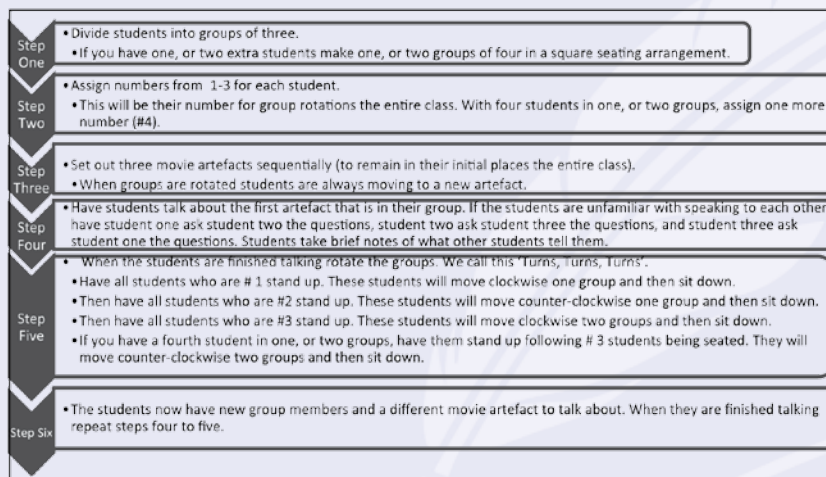 Step
One
• Divide students into groups of three.
• If you have one, or two extra students make one, or two groups of four in a square seating arrangement.
Step
Two
• Assign numbers from 1-3 for each student.
• This will be their number for group rotations the entire class. With four students in one, or two groups, assign one more
number (#4).
Step
Three
• Set out three movie artefacts sequentially (to remain in their initial places the entire class).
• When groups are rotated students are always moving to a new artefact.
Step
Four
• Have students talk about the first artefact that is in their group. If the students are unfamiliar with speaking to each other
have student one ask student two the questions, student two ask student three the questions, and student three ask
student one the questions. Students take brief notes of what other students tell them.
Step
Five
• When the students are finished talking rotate the groups. We call this 'Turns, Turns, Turns'.
• Have all students who are # 1 stand up. These students will move clockwise one group and then sit down.
• Then have all students who are #2 stand up. These students will move counter-clockwise one group and then sit down.
• Then have all students who are #3 stand up. These students will move clockwise two groups and then sit down.
• If you have a fourth student in one, or two groups, have them stand up following # 3 students being seated. They will
move counter-clockwise two groups and then sit down.
Step Six
• The students now have new group members and a different movie artefact to talk about. When they are finished talking
repeat steps four to five.